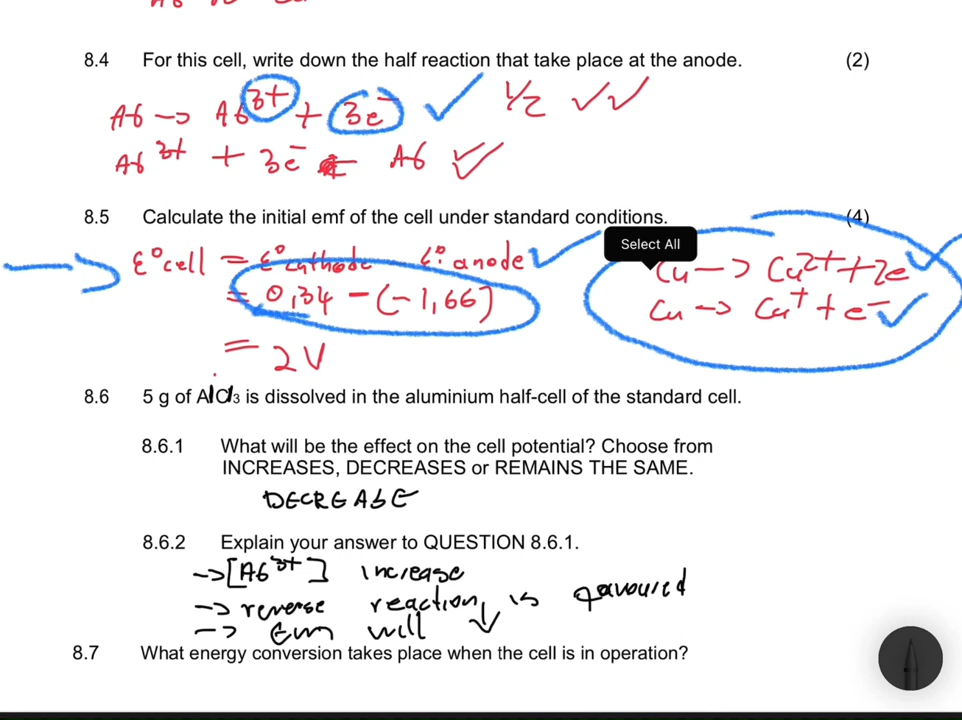 8.4 For this cell, write down the half reaction that take place at the anode. (2)
Al → Al³⁺ + 3e⁻ ✓ 1/2 ✓✓
Al³⁺ + 3e⁻ ← Al ✓✓
8.5 Calculate the initial emf of the cell under standard conditions. (4)
Select All
E°cell = E°cathode - E° anode ✓
Cu → Cu²⁺ + 2e⁻ ✓
= 0,34 - (-1,66)
Cu → Cu⁺ + e⁻ ✓
= 2V
8.6 5 g of AlCl₃ is dissolved in the aluminium half-cell of the standard cell.
8.6.1 What will be the effect on the cell potential? Choose from
INCREASES, DECREASES or REMAINS THE SAME.
DECREASE
8.6.2 Explain your answer to QUESTION 8.6.1.
→ [Al³⁺] increase
→ reverse reaction is favoured
→ Emf will ↓
8.7 What energy conversion takes place when the cell is in operation?